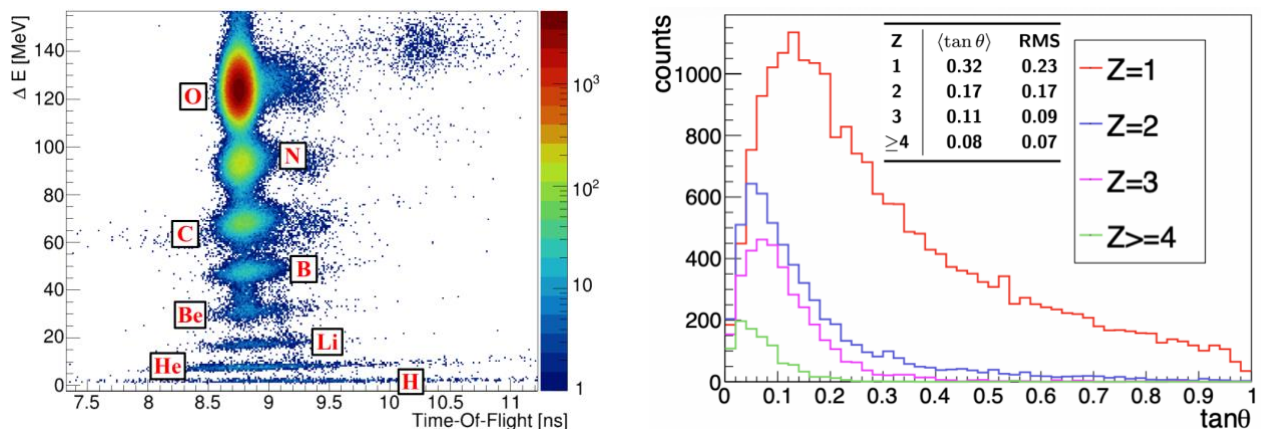 Δ E [MeV]
140
120
100
80
60
40
20
0
O
N
C
B
Be
Li
He
H
7.5 8 8.5 9 9.5 10 10.5 11
Time-Of-Flight [ns]
10³
10²
10
1
counts
1000
800
600
400
200
0
Z ⟨tan θ⟩ RMS
1 0.32 0.23
2 0.17 0.17
3 0.11 0.09
≥4 0.08 0.07
Z=1
Z=2
Z=3
Z>=4
0 0.1 0.2 0.3 0.4 0.5 0.6 0.7 0.8 0.9 1
tanθ